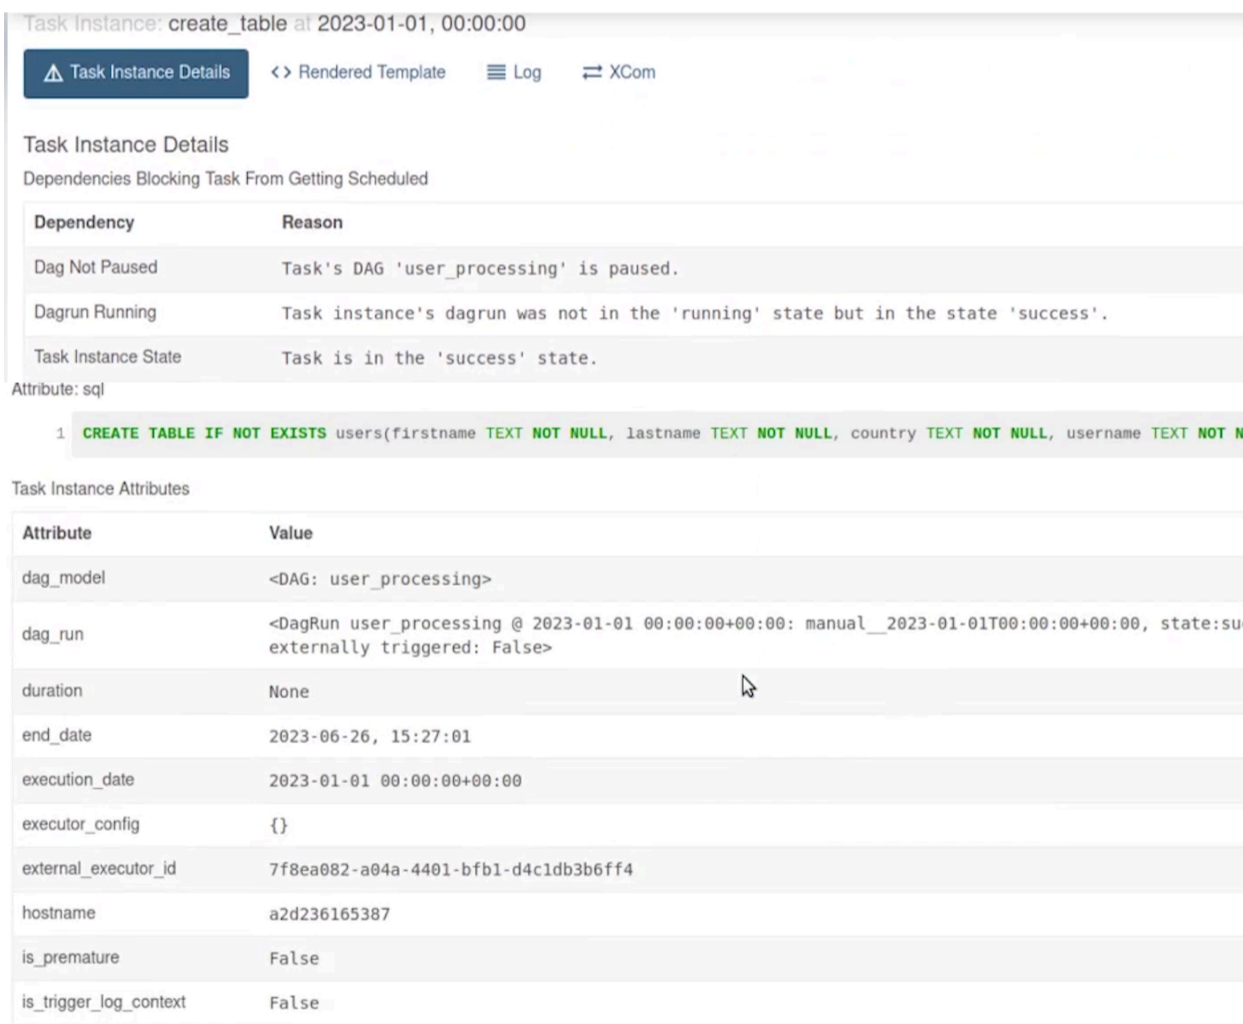 Task Instance: create_table at 2023-01-01, 00:00:00
Task Instance Details
<> Rendered Template
Log
XCom
Task Instance Details
Dependencies Blocking Task From Getting Scheduled
Dependency Reason
Dag Not Paused Task's DAG 'user_processing' is paused.
Dagrun Running Task instance's dagrun was not in the 'running' state but in the state 'success'.
Task Instance State Task is in the 'success' state.
Attribute: sql
1 CREATE TABLE IF NOT EXISTS users(firstname TEXT NOT NULL, lastname TEXT NOT NULL, country TEXT NOT NULL, username TEXT NOT N
Task Instance Attributes
Attribute Value
dag_model <DAG: user_processing>
dag_run <DagRun user_processing @ 2023-01-01 00:00:00+00:00: manual__2023-01-01T00:00:00+00:00, state:su
externally triggered: False>
duration None
end_date 2023-06-26, 15:27:01
execution_date 2023-01-01 00:00:00+00:00
executor_config {}
external_executor_id 7f8ea082-a04a-4401-bfb1-d4c1db3b6ff4
hostname a2d236165387
is_premature False
is_trigger_log_context False